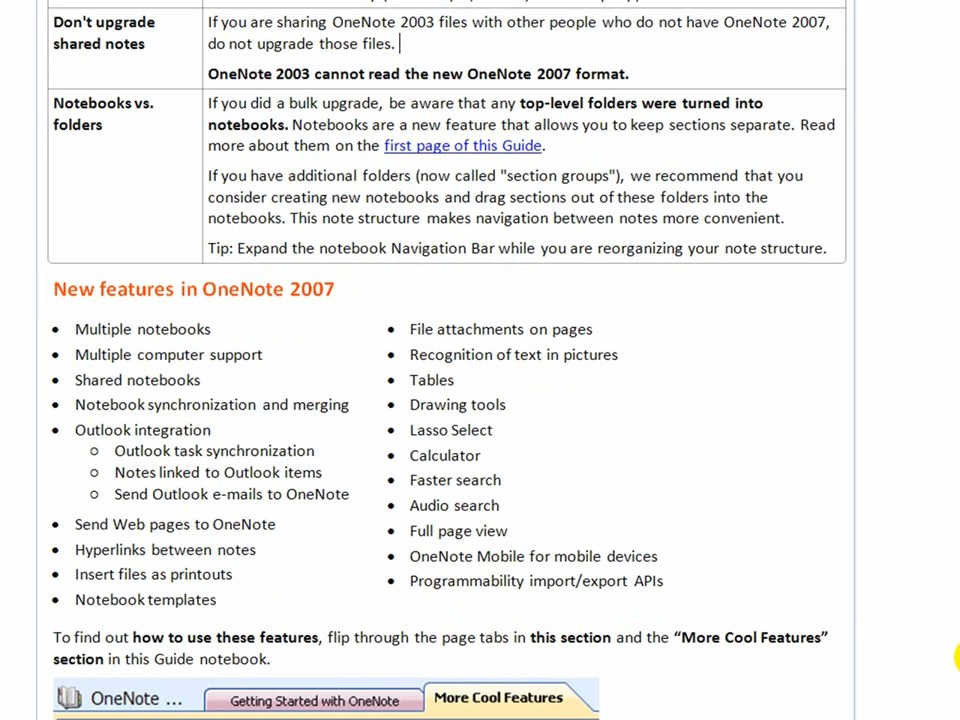 Don't upgrade
shared notes
If you are sharing OneNote 2003 files with other people who do not have OneNote 2007,
do not upgrade those files.
OneNote 2003 cannot read the new OneNote 2007 format.
Notebooks vs.
folders
If you did a bulk upgrade, be aware that any top-level folders were turned into
notebooks. Notebooks are a new feature that allows you to keep sections separate. Read
more about them on the first page of this Guide.
If you have additional folders (now called "section groups"), we recommend that you
consider creating new notebooks and drag sections out of these folders into the
notebooks. This note structure makes navigation between notes more convenient.
Tip: Expand the notebook Navigation Bar while you are reorganizing your note structure.
New features in OneNote 2007
• Multiple notebooks
• Multiple computer support
• Shared notebooks
• Notebook synchronization and merging
• Outlook integration
o Outlook task synchronization
o Notes linked to Outlook items
o Send Outlook e-mails to OneNote
• Send Web pages to OneNote
• Hyperlinks between notes
• Insert files as printouts
• Notebook templates
• File attachments on pages
• Recognition of text in pictures
• Tables
• Drawing tools
• Lasso Select
• Calculator
• Faster search
• Audio search
• Full page view
• OneNote Mobile for mobile devices
• Programmability import/export APIs
To find out how to use these features, flip through the page tabs in this section and the “More Cool Features”
section in this Guide notebook.
OneNote ...
Getting Started with OneNote
More Cool Features